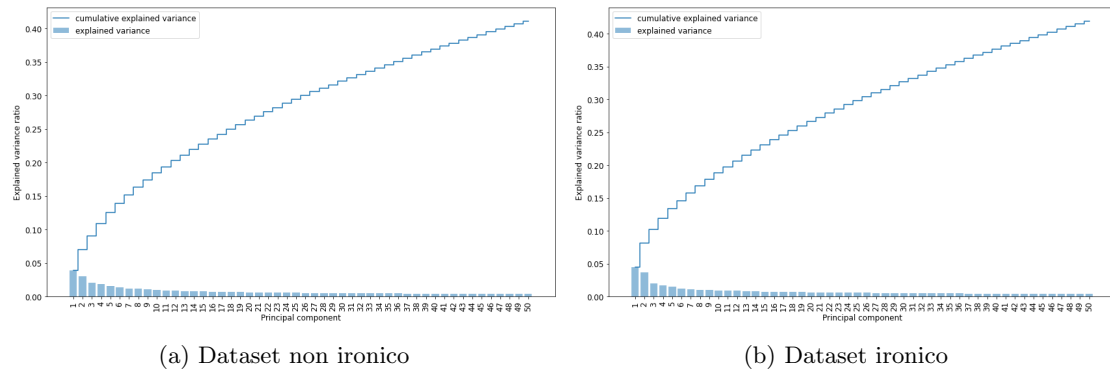 cumulative explained variance
explained variance
0.40
0.35
0.30
0.25
0.20
0.15
0.10
0.05
0.00
Explained variance ratio
1 2 3 4 5 6 7 8 9 10 11 12 13 14 15 16 17 18 19 20 21 22 23 24 25 26 27 28 29 30 31 32 33 34 35 36 37 38 39 40 41 42 43 44 45 46 47 48 49 50
Principal component
(a) Dataset non ironico
cumulative explained variance
explained variance
0.40
0.35
0.30
0.25
0.20
0.15
0.10
0.05
0.00
Explained variance ratio
1 2 3 4 5 6 7 8 9 10 11 12 13 14 15 16 17 18 19 20 21 22 23 24 25 26 27 28 29 30 31 32 33 34 35 36 37 38 39 40 41 42 43 44 45 46 47 48 49 50
Principal component
(b) Dataset ironico